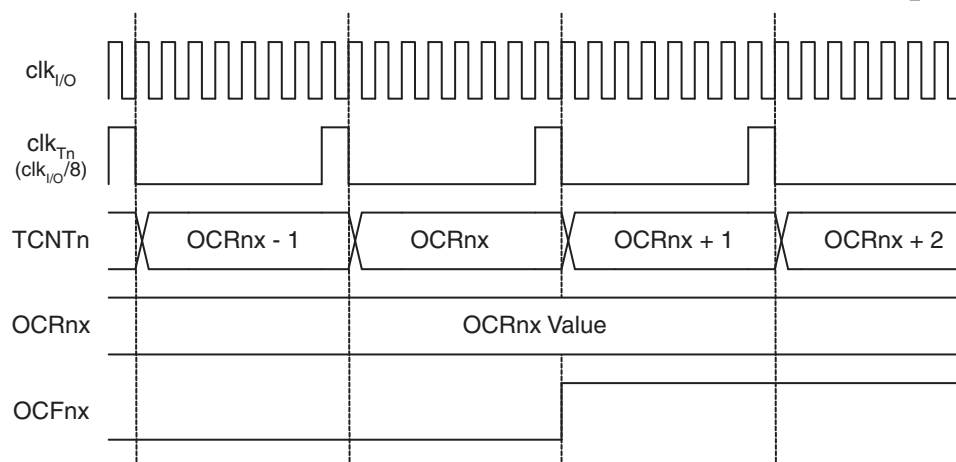 clkI/O
clkTn
(clkI/O/8)
TCNTn OCRnx - 1 OCRnx OCRnx + 1 OCRnx + 2
OCRnx OCRnx Value
OCFnx